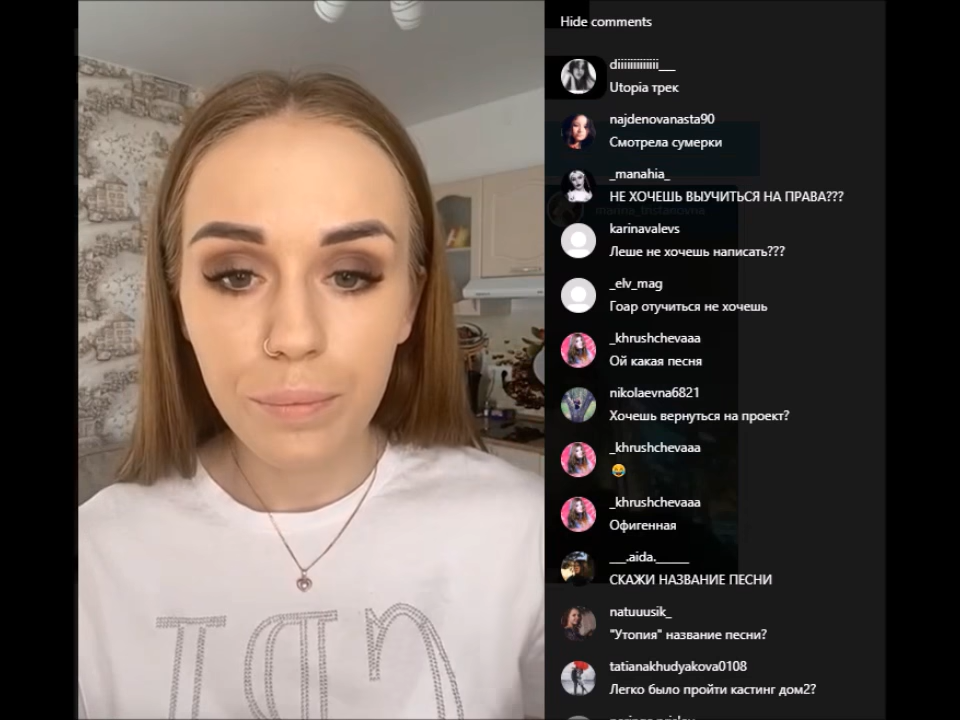 Hide comments
diiiiiiiiiiiii___
Utopia трек
najdenovanasta90
Смотрела сумерки
_manahia_
НЕ ХОЧЕШЬ ВЫУЧИТЬСЯ НА ПРАВА???
karinavalevs
Леше не хочешь написать???
_elv_mag
Гоар отучиться не хочешь
_khrushchevaaa
Ой какая песня
nikolaevna6821
Хочешь вернуться на проект?
_khrushchevaaa
😂
_khrushchevaaa
Офигенная
___.aida.______
СКАЖИ НАЗВАНИЕ ПЕСНИ
natuuusik_
"Утопия" название песни?
tatianakhudyakova0108
Легко было пройти кастинг дом2?